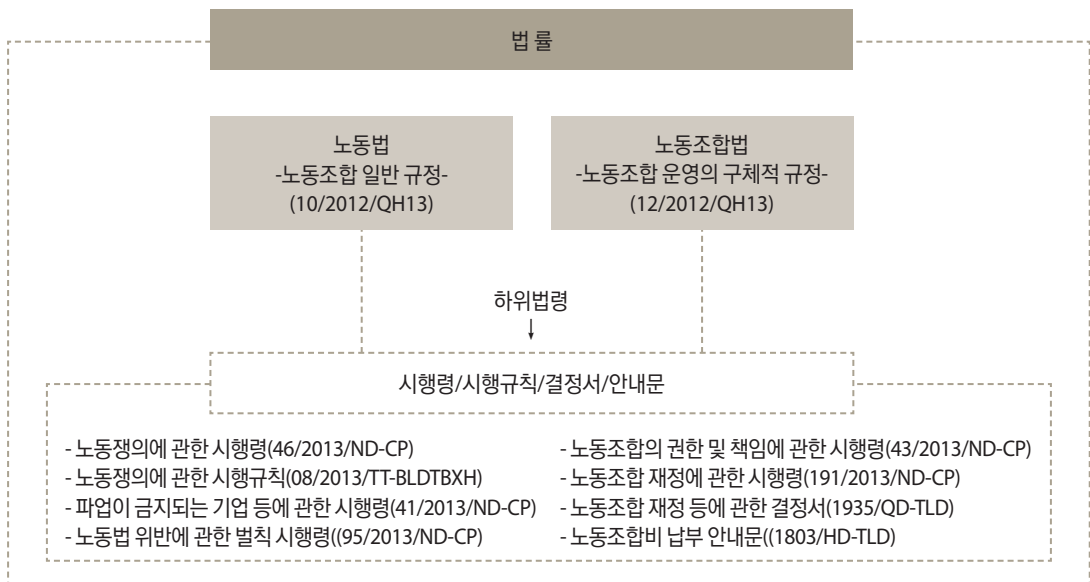 법 률
노동법
-노동조합 일반 규정-
(10/2012/QH13)
노동조합법
-노동조합 운영의 구체적 규정-
(12/2012/QH13)
하위법령
시행령/시행규칙/결정서/안내문
- 노동쟁의에 관한 시행령(46/2013/ND-CP)
- 노동쟁의에 관한 시행규칙(08/2013/TT-BLDTBXH)
- 파업이 금지되는 기업 등에 관한 시행령(41/2013/ND-CP)
- 노동법 위반에 관한 벌칙 시행령((95/2013/ND-CP)
- 노동조합의 권한 및 책임에 관한 시행령(43/2013/ND-CP)
- 노동조합 재정에 관한 시행령(191/2013/ND-CP)
- 노동조합 재정 등에 관한 결정서(1935/QD-TLD)
- 노동조합비 납부 안내문((1803/HD-TLD)